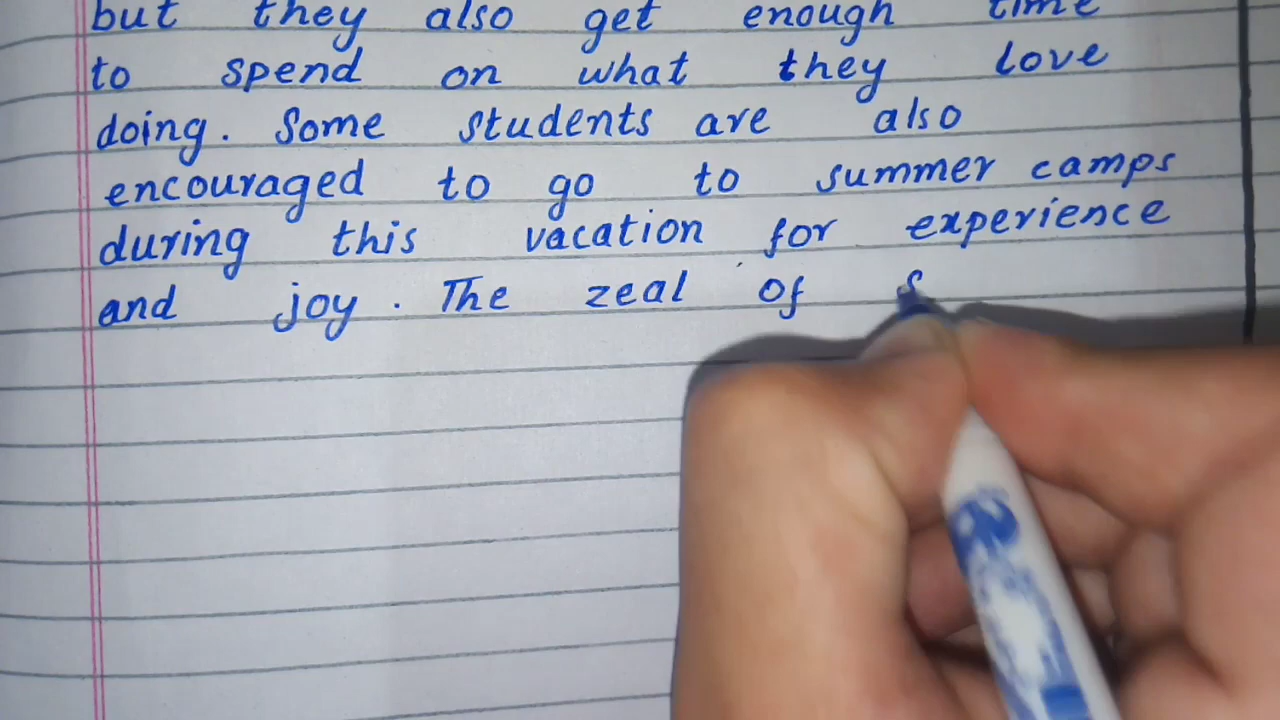 but they also get enough time
to spend on what they love
doing. Some students are also
encouraged to go to summer camps
during this vacation for experience
and joy. The zeal of s